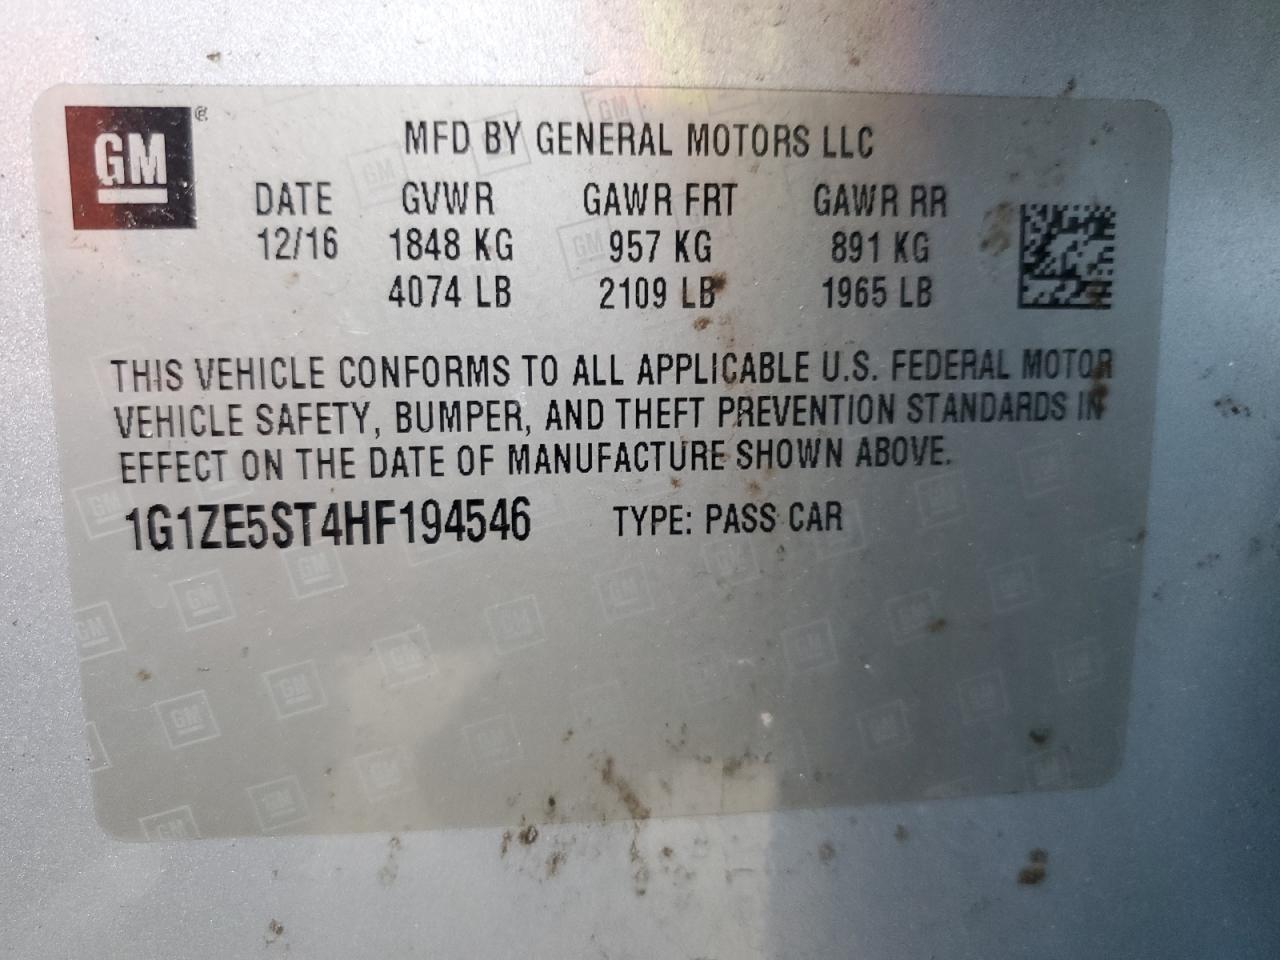 GM
MFD BY GENERAL MOTORS LLC
DATE GVWR GAWR FRT GAWR RR
12/16 1848 KG 957 KG 891 KG
4074 LB 2109 LB 1965 LB
THIS VEHICLE CONFORMS TO ALL APPLICABLE U.S. FEDERAL MOTOR
VEHICLE SAFETY, BUMPER, AND THEFT PREVENTION STANDARDS IN
EFFECT ON THE DATE OF MANUFACTURE SHOWN ABOVE.
1G1ZE5ST4HF194546 TYPE: PASS CAR